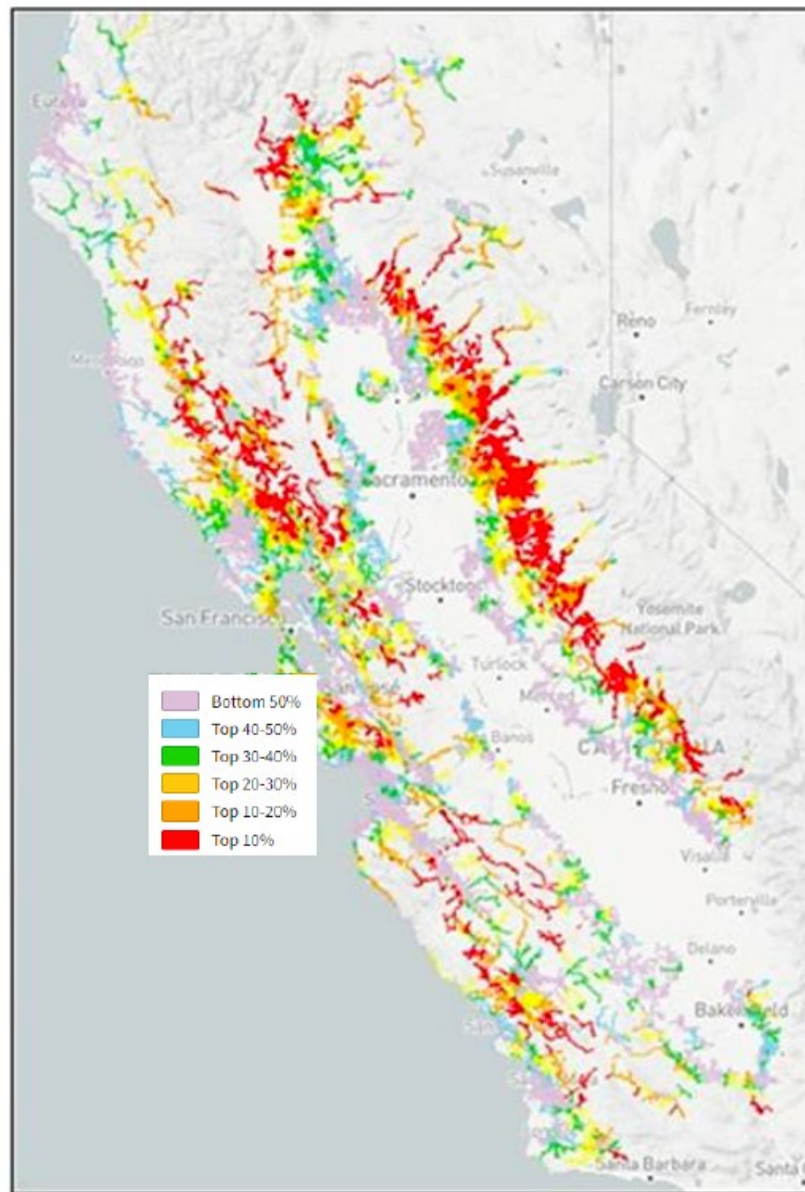 Eureka
Susanville
Reno
Fernley
Carson City
Sacramento
Stockton
San Francisco
Yosemite
National Park
Turlock
Merced
Bottom 50%
Top 40-50%
Top 30-40%
Top 20-30%
Top 10-20%
Top 10%
Banos
CALIFORNIA
Fresno
Visalia
Porterville
Delano
Bakersfield
Santa Barbara